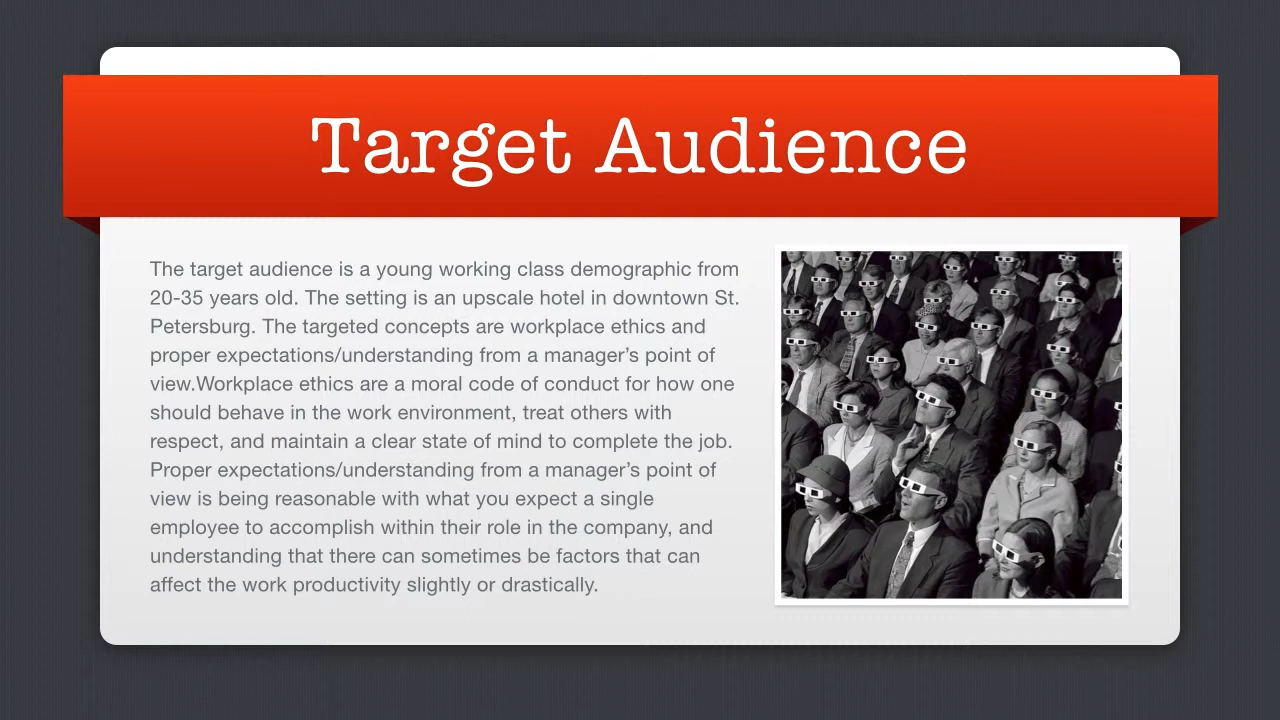 Target Audience
The target audience is a young working class demographic from
20-35 years old. The setting is an upscale hotel in downtown St.
Petersburg. The targeted concepts are workplace ethics and
proper expectations/understanding from a manager’s point of
view.Workplace ethics are a moral code of conduct for how one
should behave in the work environment, treat others with
respect, and maintain a clear state of mind to complete the job.
Proper expectations/understanding from a manager’s point of
view is being reasonable with what you expect a single
employee to accomplish within their role in the company, and
understanding that there can sometimes be factors that can
affect the work productivity slightly or drastically.